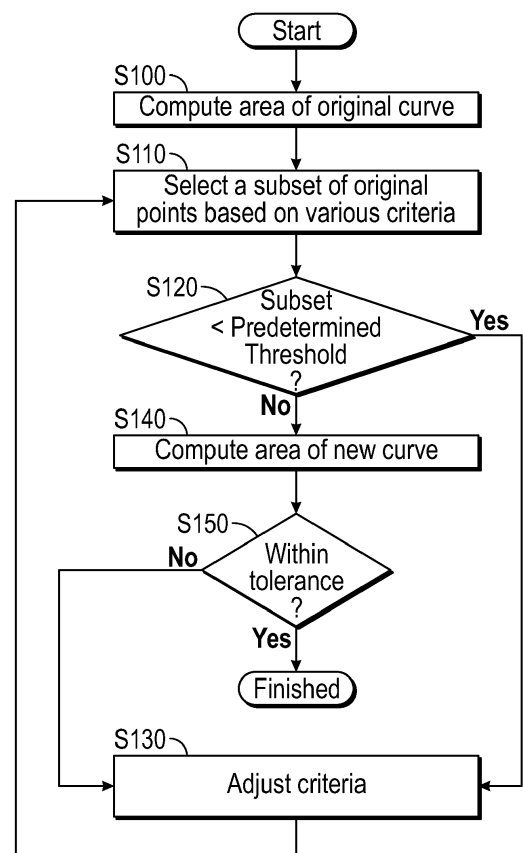 Start
S100
Compute area of original curve
S110
Select a subset of original
points based on various criteria
S120
Subset
< Predetermined
Threshold
?
Yes
No
S140
Compute area of new curve
S150
Within
tolerance
?
No
Yes
Finished
S130
Adjust criteria